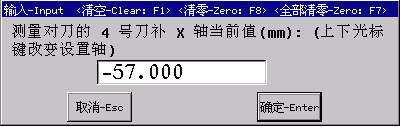 输入-Input <清空-Clear: F1> <清零-Zero: F8> <全部清零-Zero: F7>
测量对刀的 4 号刀补 X 轴当前值(mm): (上下光标
键改变设置轴)
-57.000
取消-Esc 确定-Enter